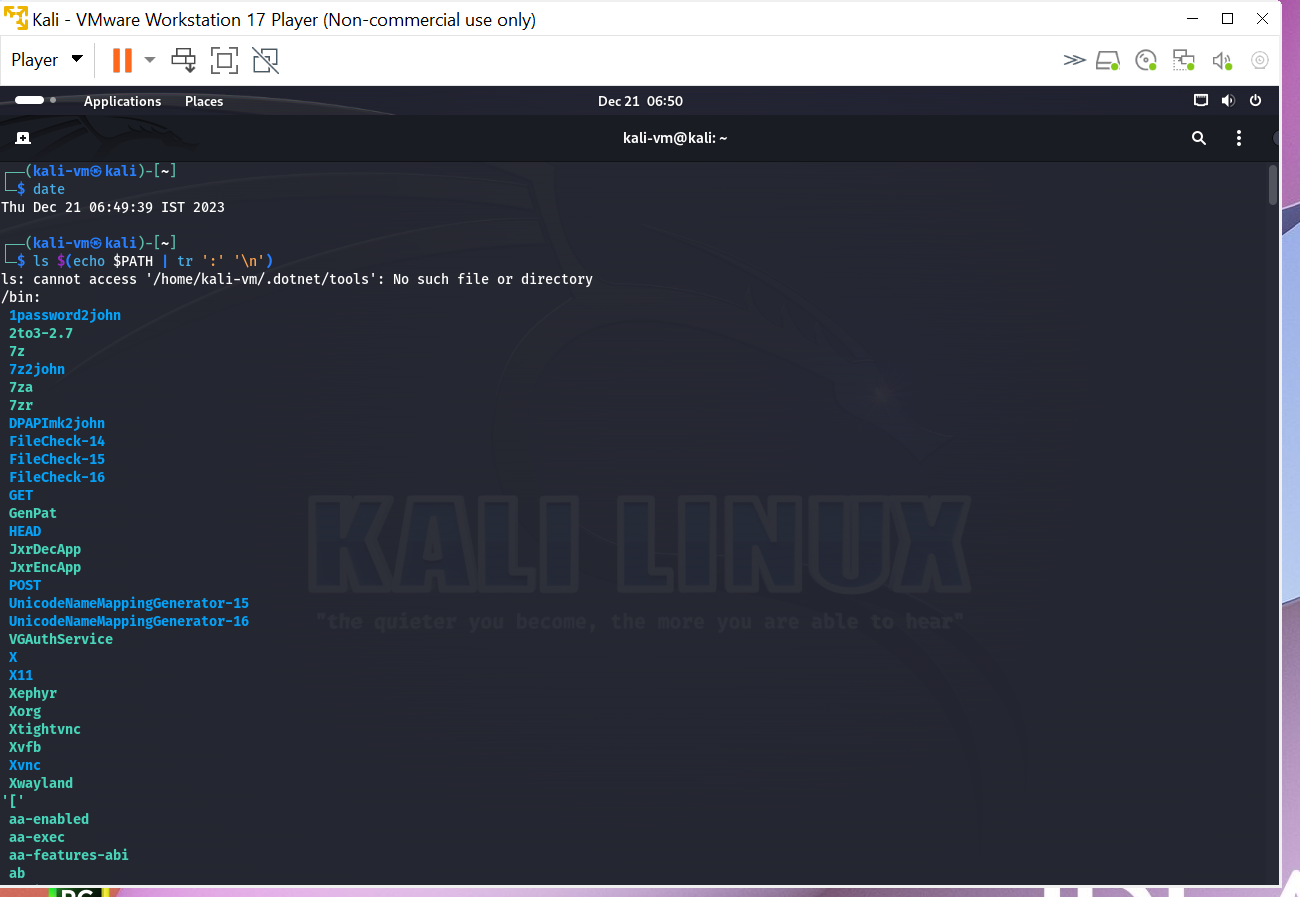 Kali - VMware Workstation 17 Player (Non-commercial use only)
Player
Applications Places Dec 21 06:50
kali-vm@kali: ~
┌──(kali-vm㉿kali)-[~]
└─$ date
Thu Dec 21 06:49:39 IST 2023
┌──(kali-vm㉿kali)-[~]
└─$ ls $(echo $PATH | tr ':' '\n')
ls: cannot access '/home/kali-vm/.dotnet/tools': No such file or directory
/bin:
1password2john
2to3-2.7
7z
7z2john
7za
7zr
DPAPImk2john
FileCheck-14
FileCheck-15
FileCheck-16
GET
GenPat
HEAD
JxrDecApp
JxrEncApp
POST
UnicodeNameMappingGenerator-15
UnicodeNameMappingGenerator-16
VGAuthService
X
X11
Xephyr
Xorg
Xtightvnc
Xvfb
Xvnc
Xwayland
'['
aa-enabled
aa-exec
aa-features-abi
ab
KALI LINUX
"the quieter you become, the more you are able to hear"